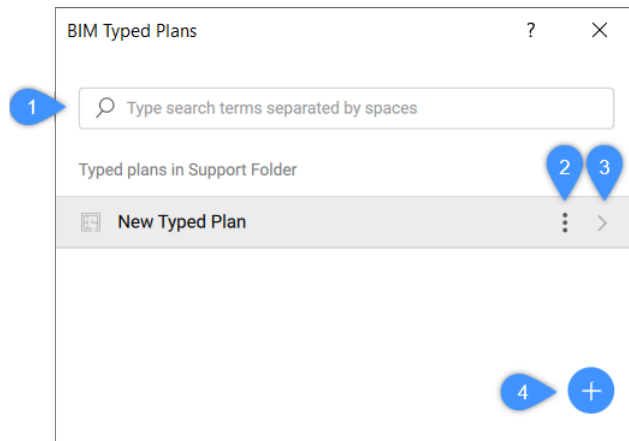 BIM Typed Plans ?
1
Type search terms separated by spaces
Typed plans in Support Folder
2 3
New Typed Plan
4